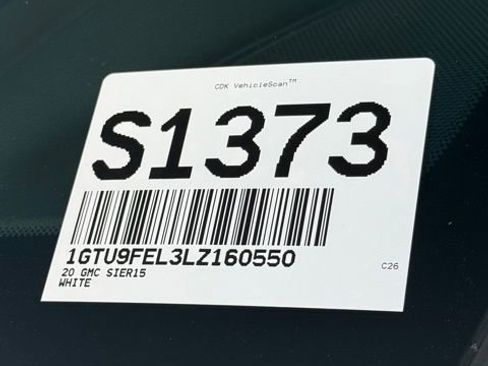 CDK VehicleScan™
S1373
1GTU9FEL3LZ160550
20 GMC SIER15
WHITE
C26